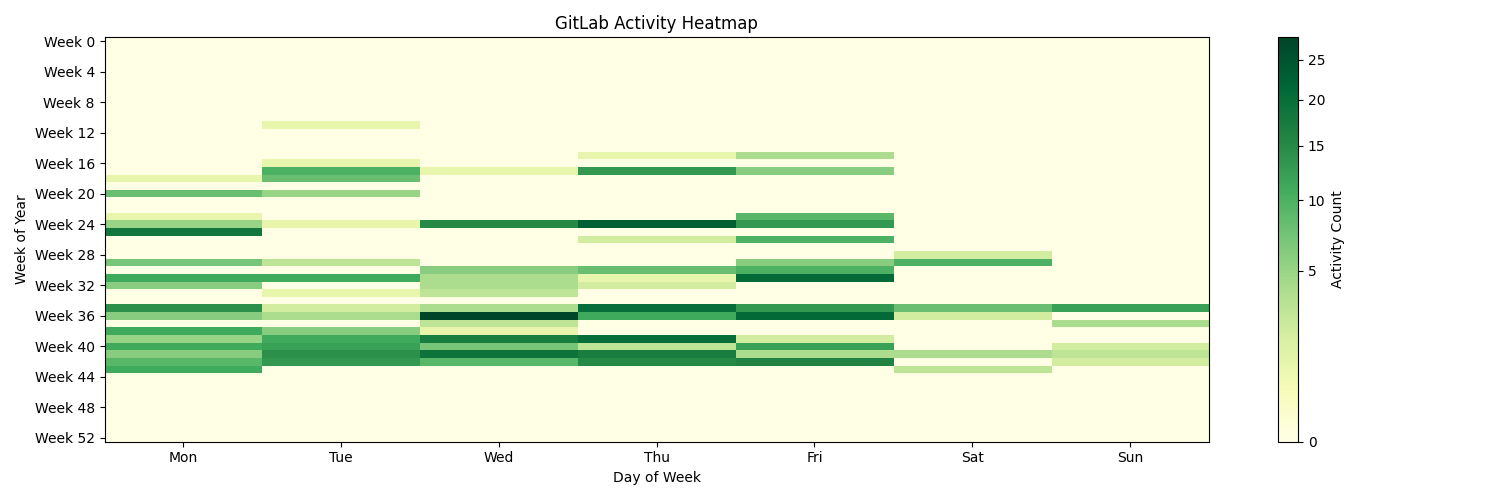 GitLab Activity Heatmap
Week of Year
Week 0
Week 4
Week 8
Week 12
Week 16
Week 20
Week 24
Week 28
Week 32
Week 36
Week 40
Week 44
Week 48
Week 52
Mon Tue Wed Thu Fri Sat Sun
Day of Week
25
20
15
10
5
0
Activity Count